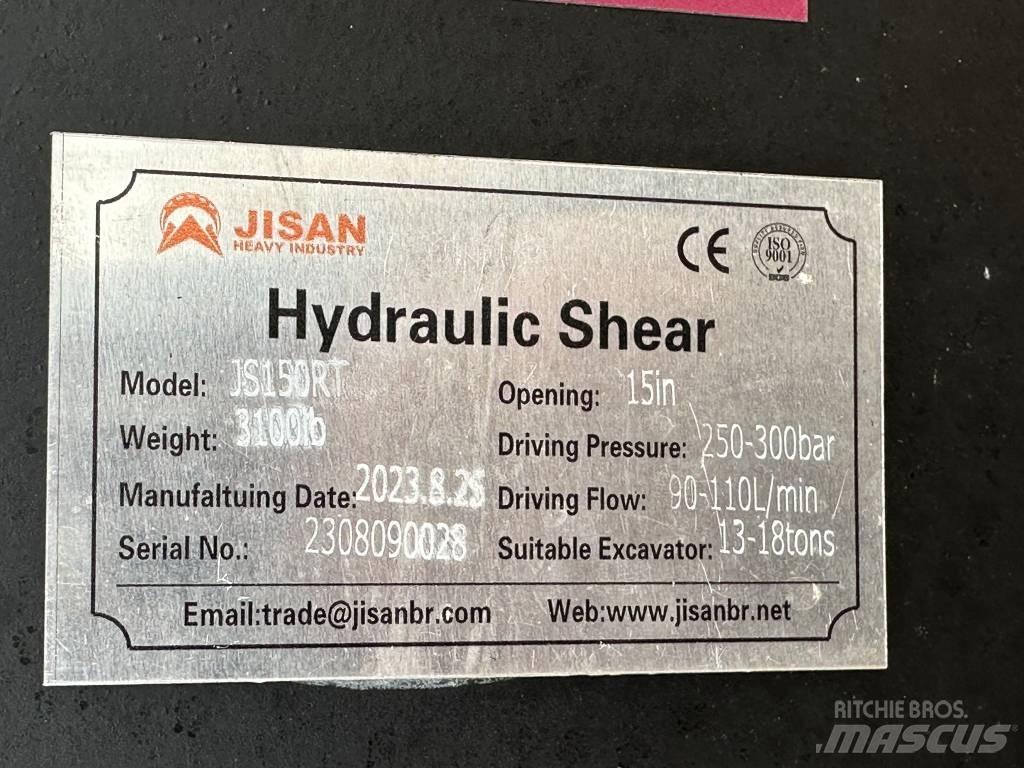 JISAN
HEAVY INDUSTRY
CE
ISO
9001
Hydraulic Shear
Model: JS150RT
Opening: 15in
Weight: 3100lb
Driving Pressure: 250-300bar
Manufaltuing Date: 2023.8.25
Driving Flow: 90-110L/min
Serial No.: 2308090028
Suitable Excavator: 13-18tons
Email:trade@jisanbr.com Web:www.jisanbr.net
RITCHIE BROS.
MASCUS